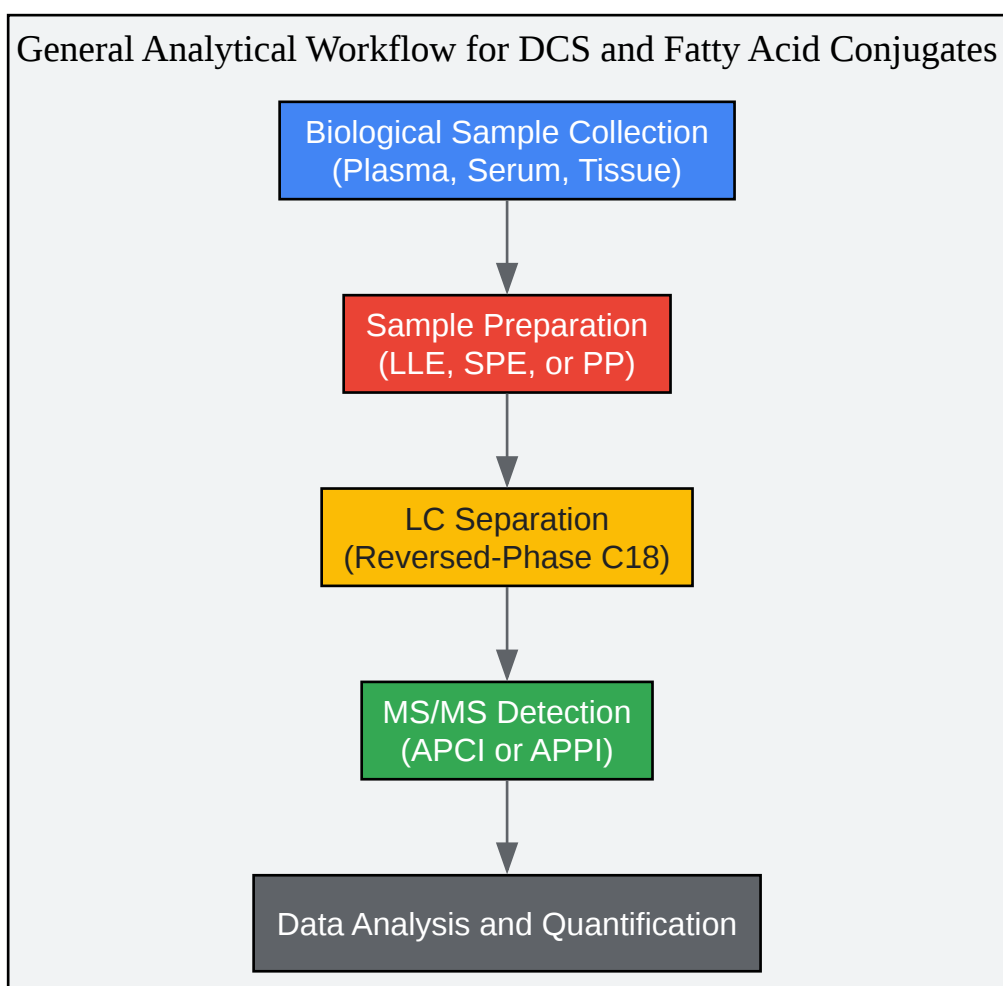 General Analytical Workflow for DCS and Fatty Acid Conjugates
Biological Sample Collection
(Plasma, Serum, Tissue)
Sample Preparation
(LLE, SPE, or PP)
LC Separation
(Reversed-Phase C18)
MS/MS Detection
(APCI or APPI)
Data Analysis and Quantification